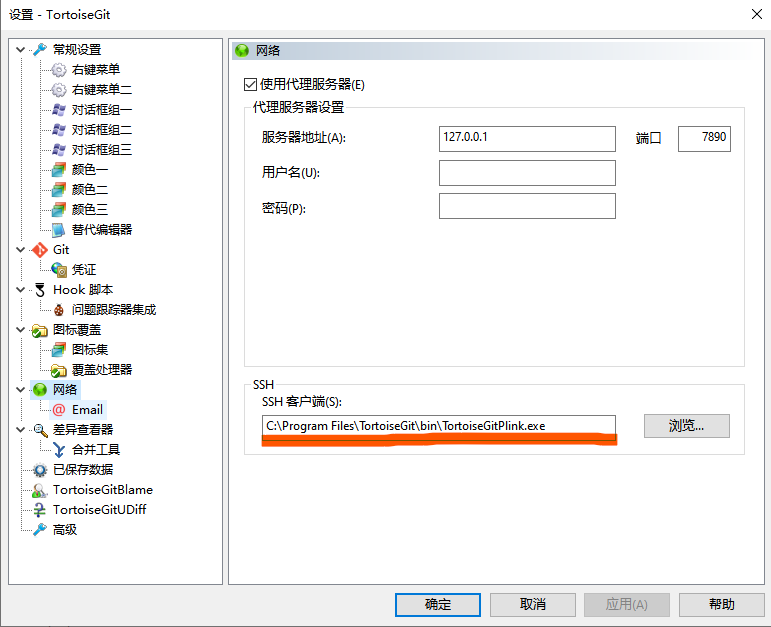 设置 - TortoiseGit
常规设置
右键菜单
右键菜单二
对话框组一
对话框组二
对话框组三
颜色一
颜色二
颜色三
替代编辑器
Git
凭证
Hook 脚本
问题跟踪器集成
图标覆盖
图标集
覆盖处理器
网络
Email
差异查看器
合并工具
已保存数据
TortoiseGitBlame
TortoiseGitUDiff
高级
网络
使用代理服务器(E)
代理服务器设置
服务器地址(A): 127.0.0.1 端口 7890
用户名(U):
密码(P):
SSH
SSH 客户端(S):
C:\Program Files\TortoiseGit\bin\TortoiseGitPlink.exe 浏览...
确定 取消 应用(A) 帮助